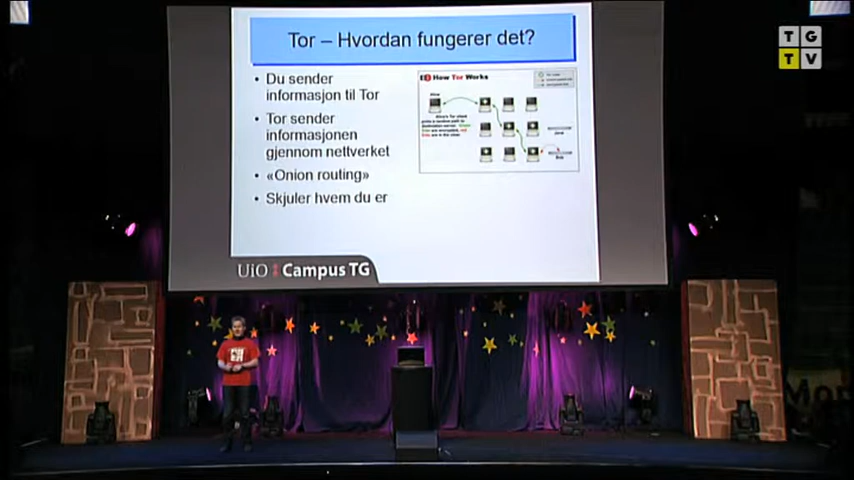 TG
TV
Tor – Hvordan fungerer det?
• Du sender
informasjon til Tor
• Tor sender
informasjonen
gjennom nettverket
• «Onion routing»
• Skjuler hvem du er
How Tor Works
UiO Campus TG